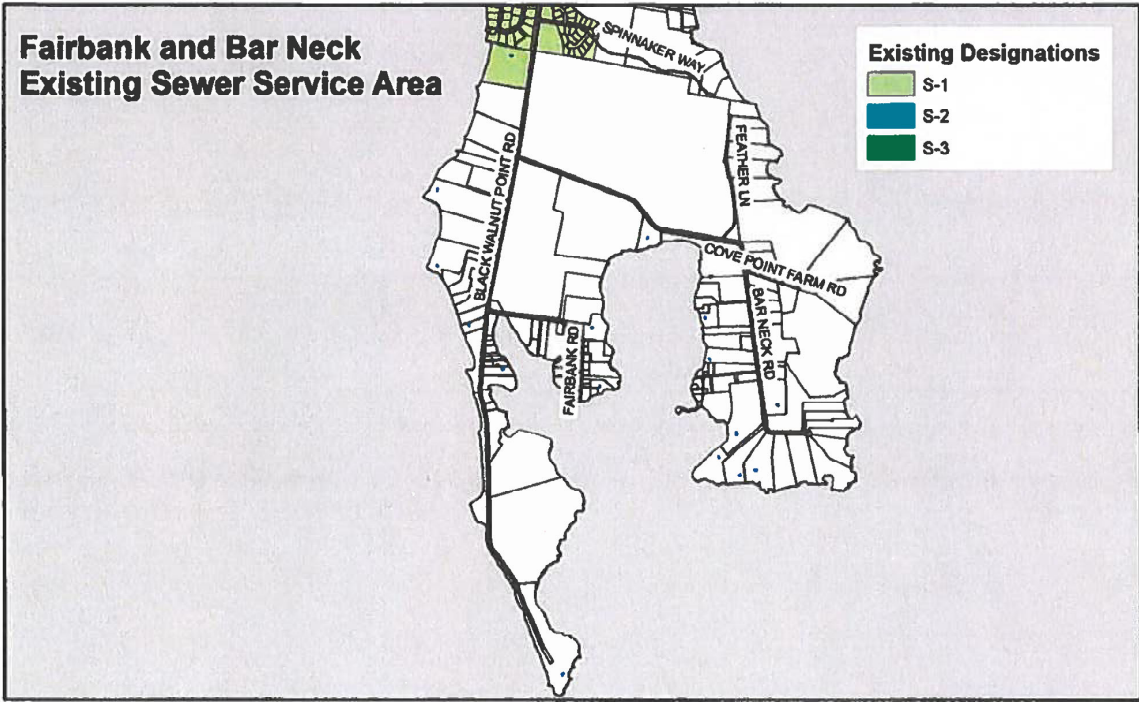 Fairbank and Bar Neck
Existing Sewer Service Area
Existing Designations
S-1
S-2
S-3
SPINNAKER WAY
FEATHER LN
BLACK WALNUT POINT RD
COVE POINT FARM RD
BAR NECK RD
FAIRBANK RD